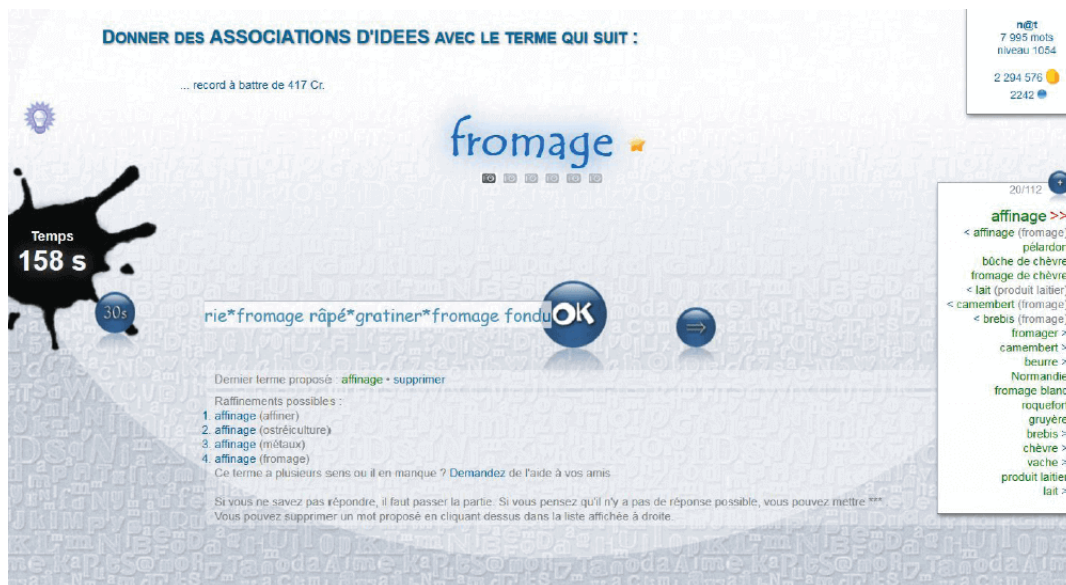 DONNER DES ASSOCIATIONS D'IDEES AVEC LE TERME QUI SUIT :
... record à battre de 417 Cr.
n@t
7 995 mots
niveau 1054
2 294 576
2242
fromage
Temps
158 s
30s
rie*fromage râpé*gratiner*fromage fondu
OK
⇒
Dernier terme proposé : affinage • supprimer
Raffinements possibles :
1. affinage (affiner)
2. affinage (ostréiculture)
3. affinage (métaux)
4. affinage (fromage)
Ce terme a plusieurs sens ou il en manque ? Demandez de l'aide à vos amis.
Si vous ne savez pas répondre, il faut passer la partie. Si vous pensez qu'il n'y a pas de réponse possible, vous pouvez mettre ***
Vous pouvez supprimer un mot proposé en cliquant dessus dans la liste affichée à droite.
20/112
+
affinage >>
< affinage (fromage)
pélardon
bûche de chèvre
fromage de chèvre
< lait (produit laitier)
< camembert (fromage)
< brebis (fromage)
fromager >
camembert >
beurre >
Normandie
fromage blanc
roquefort
gruyère
brebis >
chèvre >
vache >
produit laitier
lait >